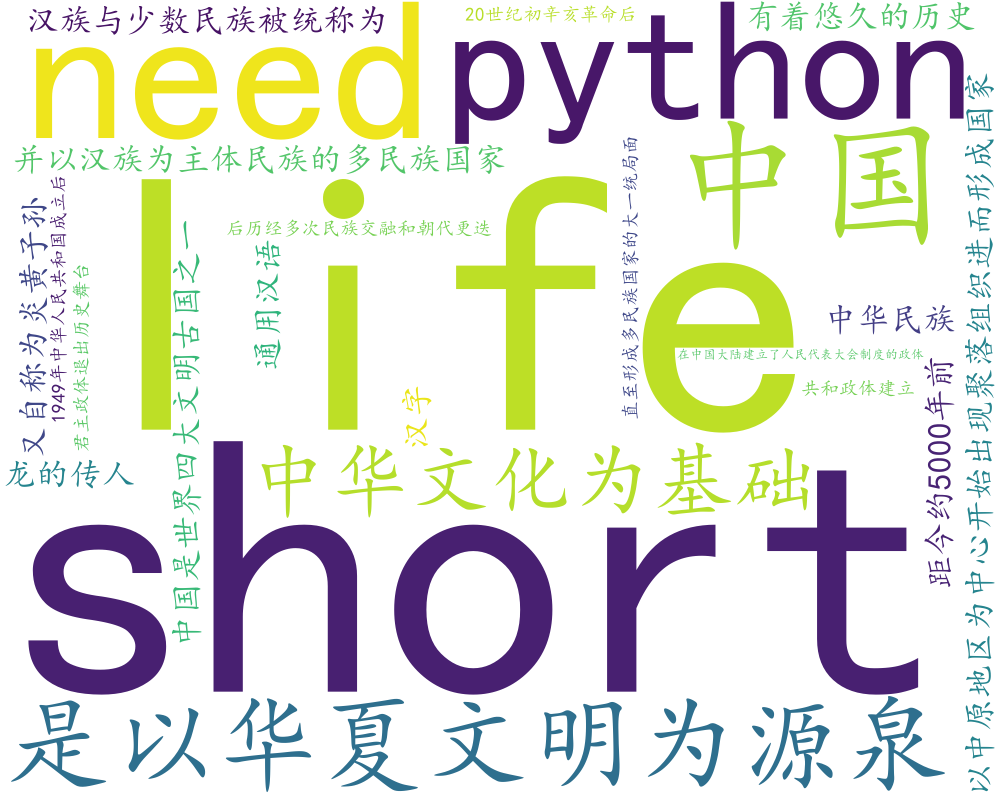 汉族与少数民族被统称为
20世纪初辛亥革命后
有着悠久的历史
need
python
并以汉族为主体民族的多民族国家
中国
life
后历经多次民族交融和朝代更迭
又自称为炎黄子孙
1949年中华人民共和国成立后
君主政体退出历史舞台
中国是世界四大文明古国之一
通用汉语
直至形成多民族国家的大一统局面
中华民族
在中国大陆建立了人民代表大会制度的政体
共和政体建立
汉字
龙的传人
中华文化为基础
距今约5000年前
以中原地区为中心开始出现聚落组织进而形成国家
short
是以华夏文明为源泉